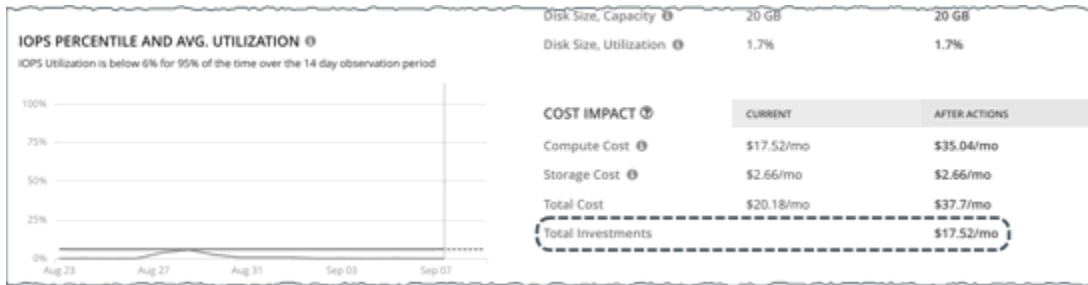 Disk Size, Capacity 20 GB 20 GB
IOPS PERCENTILE AND AVG. UTILIZATION
Disk Size, Utilization 1.7% 1.7%
IOPS Utilization is below 6% for 95% of the time over the 14 day observation period
100%
75%
50%
25%
0%
Aug 23 Aug 27 Aug 31 Sep 03 Sep 07
COST IMPACT CURRENT AFTER ACTIONS
Compute Cost $17.52/mo $35.04/mo
Storage Cost $2.66/mo $2.66/mo
Total Cost $20.18/mo $37.7/mo
Total Investments $17.52/mo